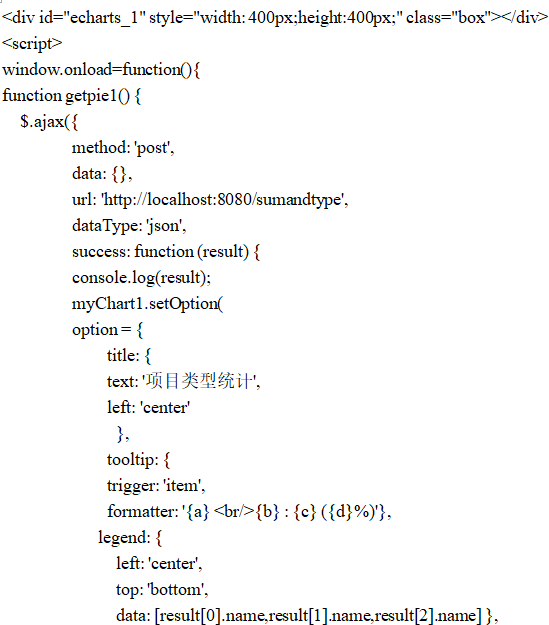 <div id="echarts_1" style="width: 400px;height:400px;" class="box"></div>
<script>
window.onload=function(){
function getpie1() {
$.ajax({
method: 'post',
data: {},
url: 'http://localhost:8080/sumandtype',
dataType: 'json',
success: function (result) {
console.log(result);
myChart1.setOption(
option = {
title: {
text: '项目类型统计',
left: 'center'
},
tooltip: {
trigger: 'item',
formatter: '{a} <br/>{b} : {c} ({d}%)'},
legend: {
left: 'center',
top: 'bottom',
data: [result[0].name,result[1].name,result[2].name] },